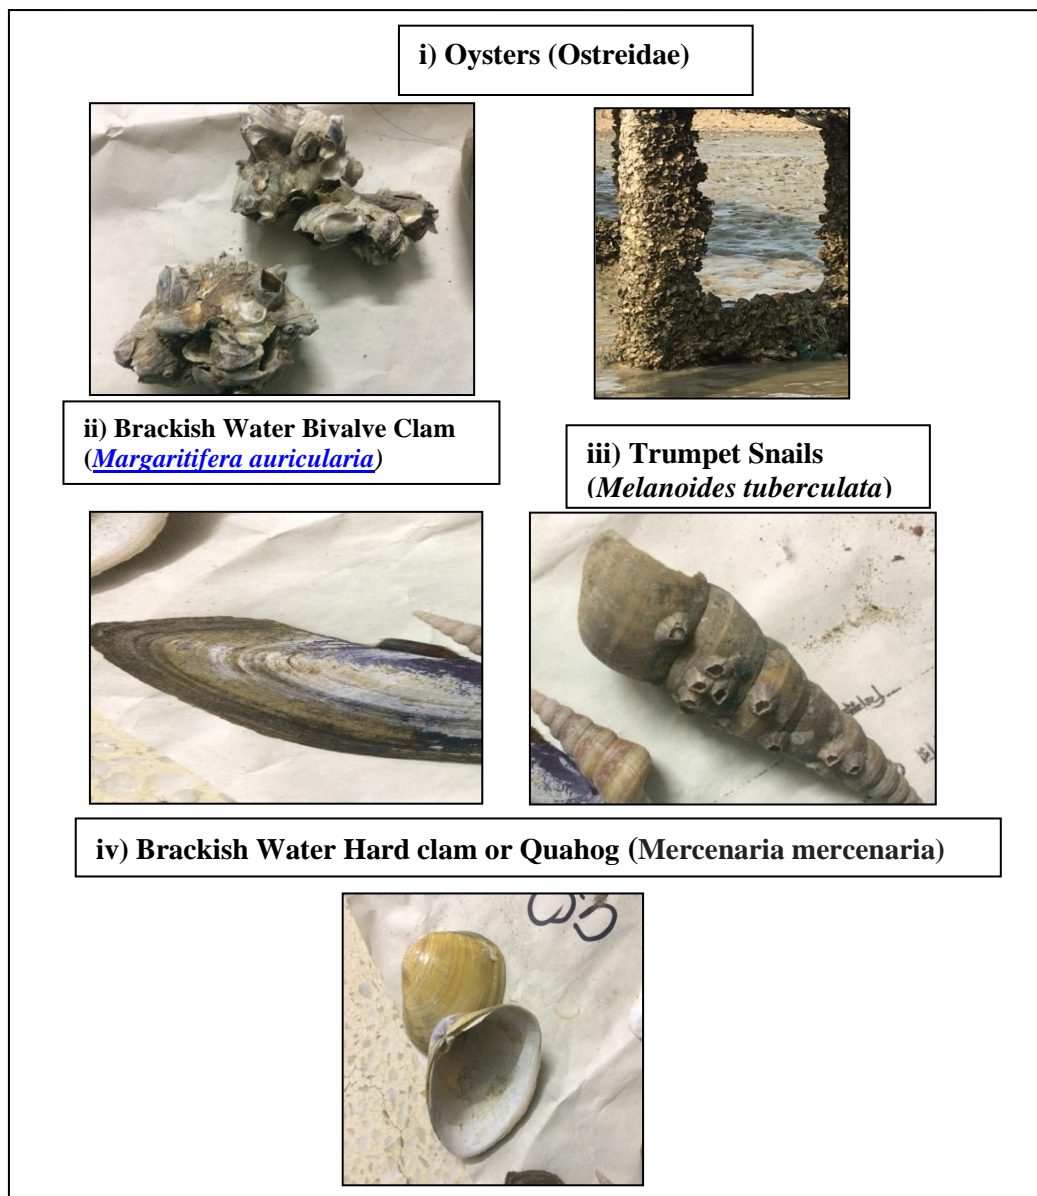 i) Oysters (Ostreidae)
ii) Brackish Water Bivalve Clam
(Margaritifera auricularia)
iii) Trumpet Snails
(Melanoides tuberculata)
iv) Brackish Water Hard clam or Quahog (Mercenaria mercenaria)